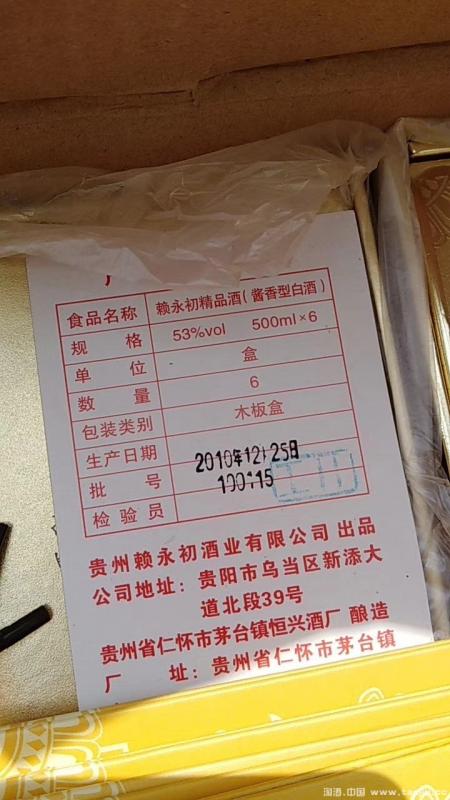 食品名称 赖永初精品酒(酱香型白酒)
规 格 53%vol 500ml×6
单 位 盒
数 量 6
包装类别 木板盒
生产日期 2010年12月25日
批 号
检验员
贵州赖永初酒业有限公司 出品
公司地址: 贵阳市乌当区新添大
道北段39号
贵州省仁怀市茅台镇恒兴酒厂 酿造
厂 址: 贵州省仁怀市茅台镇
淘酒.中国